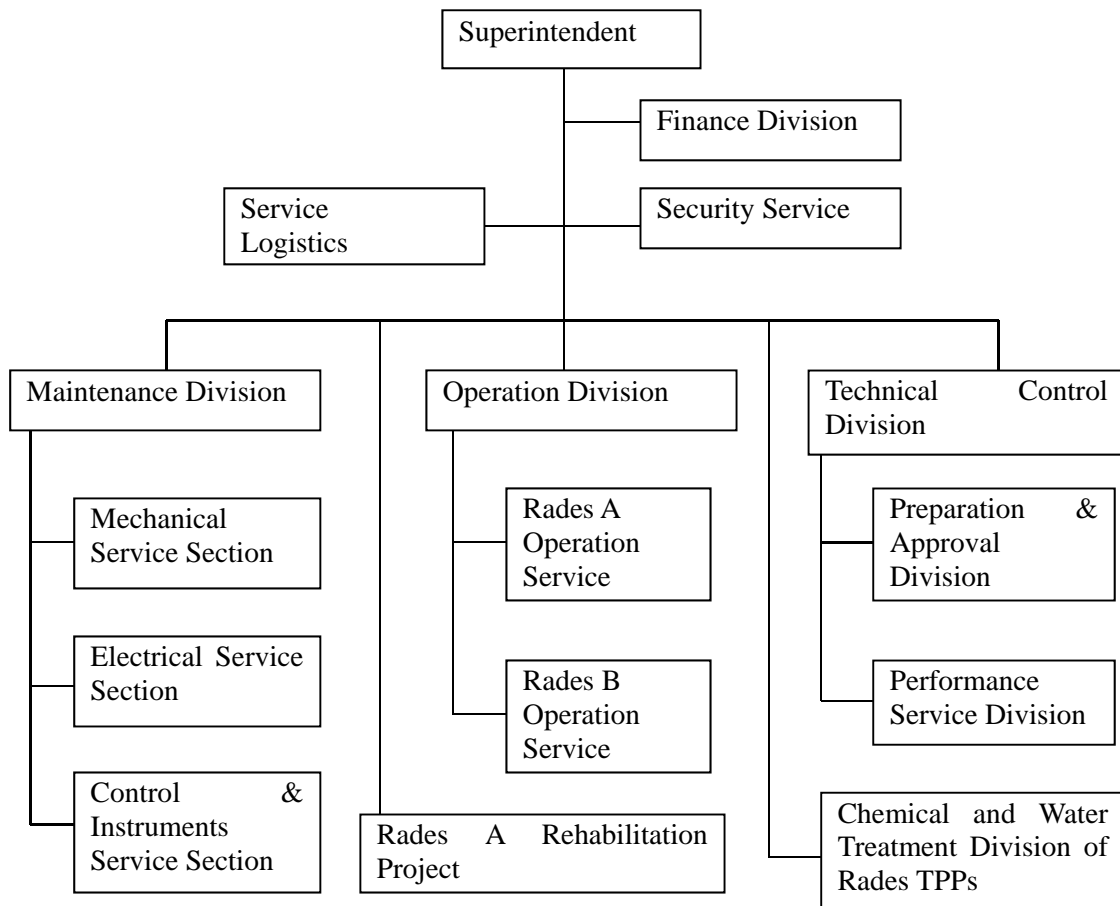 Superintendent
Finance Division
Service
Logistics
Security Service
Maintenance Division
Operation Division
Technical Control
Division
Mechanical
Service Section
Rades A
Operation
Service
Preparation &
Approval
Division
Electrical Service
Section
Rades B
Operation
Service
Performance
Service Division
Control &
Instruments
Service Section
Rades A Rehabilitation
Project
Chemical and Water
Treatment Division of
Rades TPPs